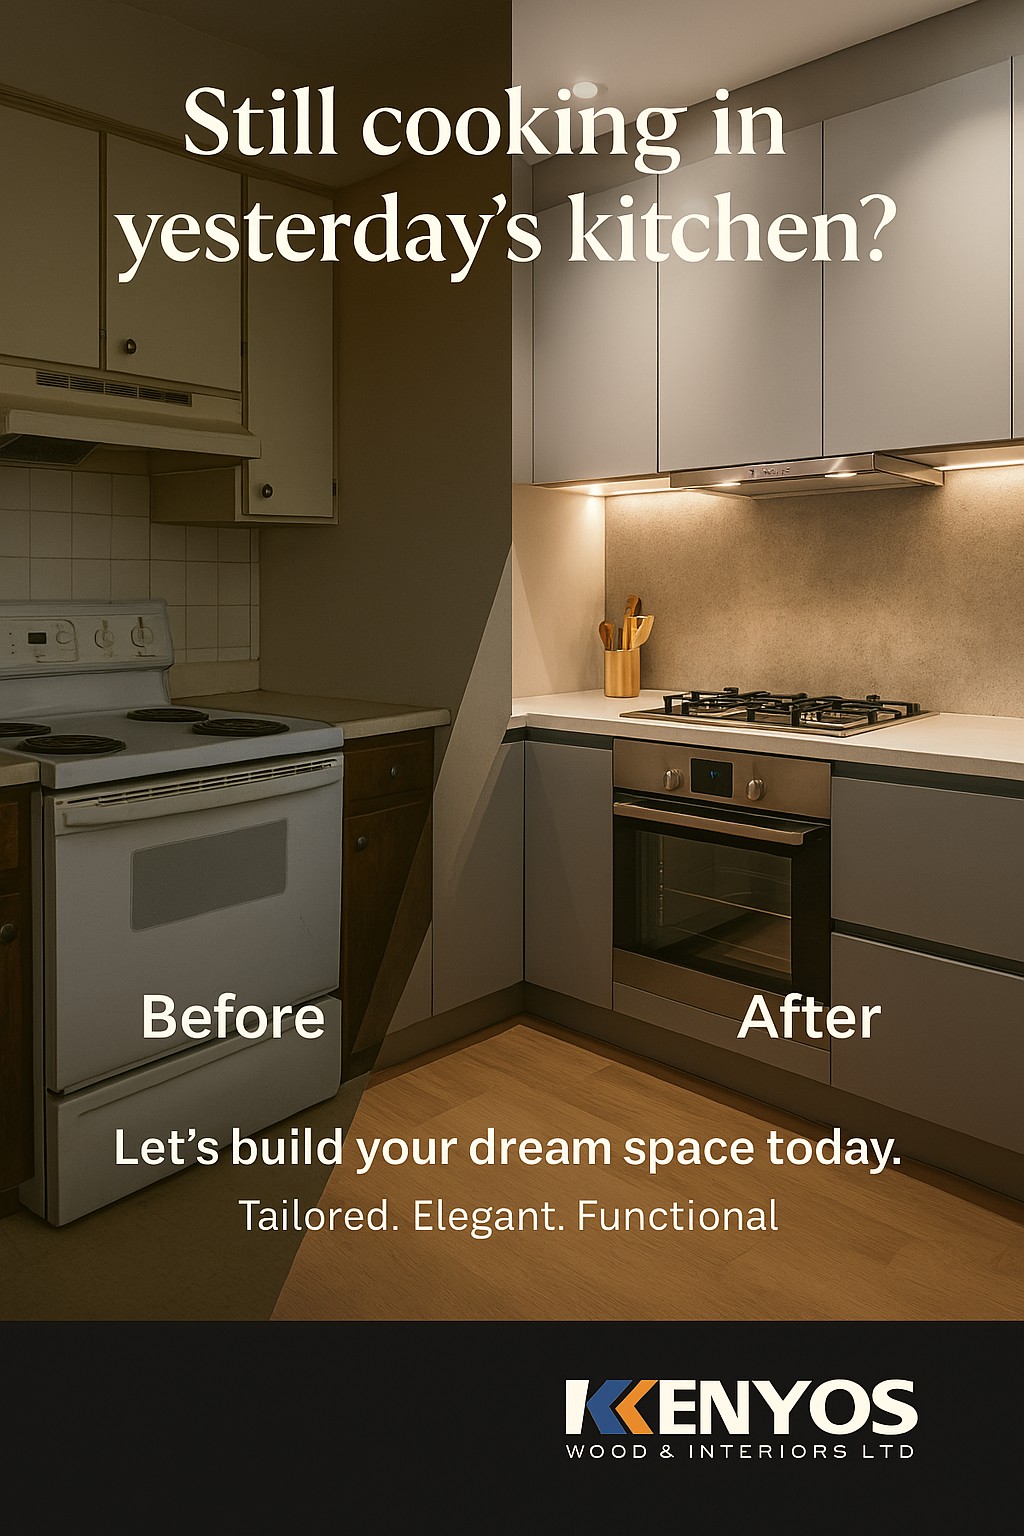 Still cooking in
yesterday’s kitchen?
Before
After
Let’s build your dream space today.
Tailored. Elegant. Functional
KENYOS
WOOD & INTERIORS LTD